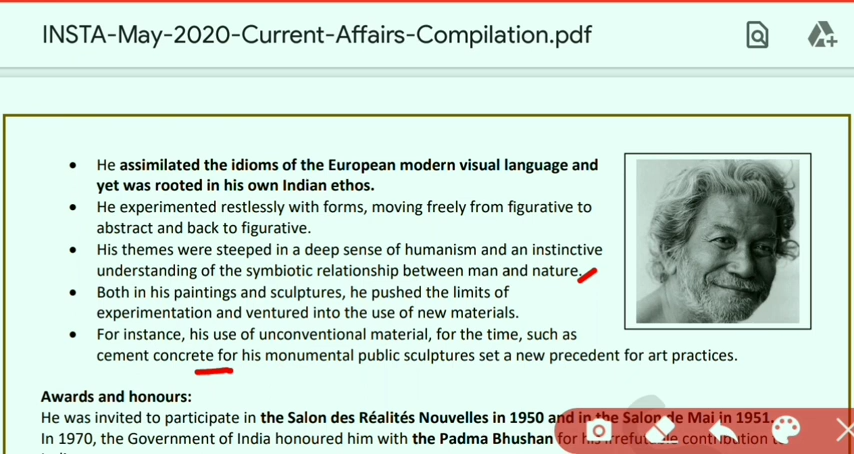 INSTA-May-2020-Current-Affairs-Compilation.pdf
• He assimilated the idioms of the European modern visual language and
yet was rooted in his own Indian ethos.
• He experimented restlessly with forms, moving freely from figurative to
abstract and back to figurative.
• His themes were steeped in a deep sense of humanism and an instinctive
understanding of the symbiotic relationship between man and nature.
• Both in his paintings and sculptures, he pushed the limits of
experimentation and ventured into the use of new materials.
• For instance, his use of unconventional material, for the time, such as
cement concrete for his monumental public sculptures set a new precedent for art practices.
Awards and honours:
He was invited to participate in the Salon des Réalités Nouvelles in 1950 and in the Salon de Mai in 1951.
In 1970, the Government of India honoured him with the Padma Bhushan for his irrefutable contribution